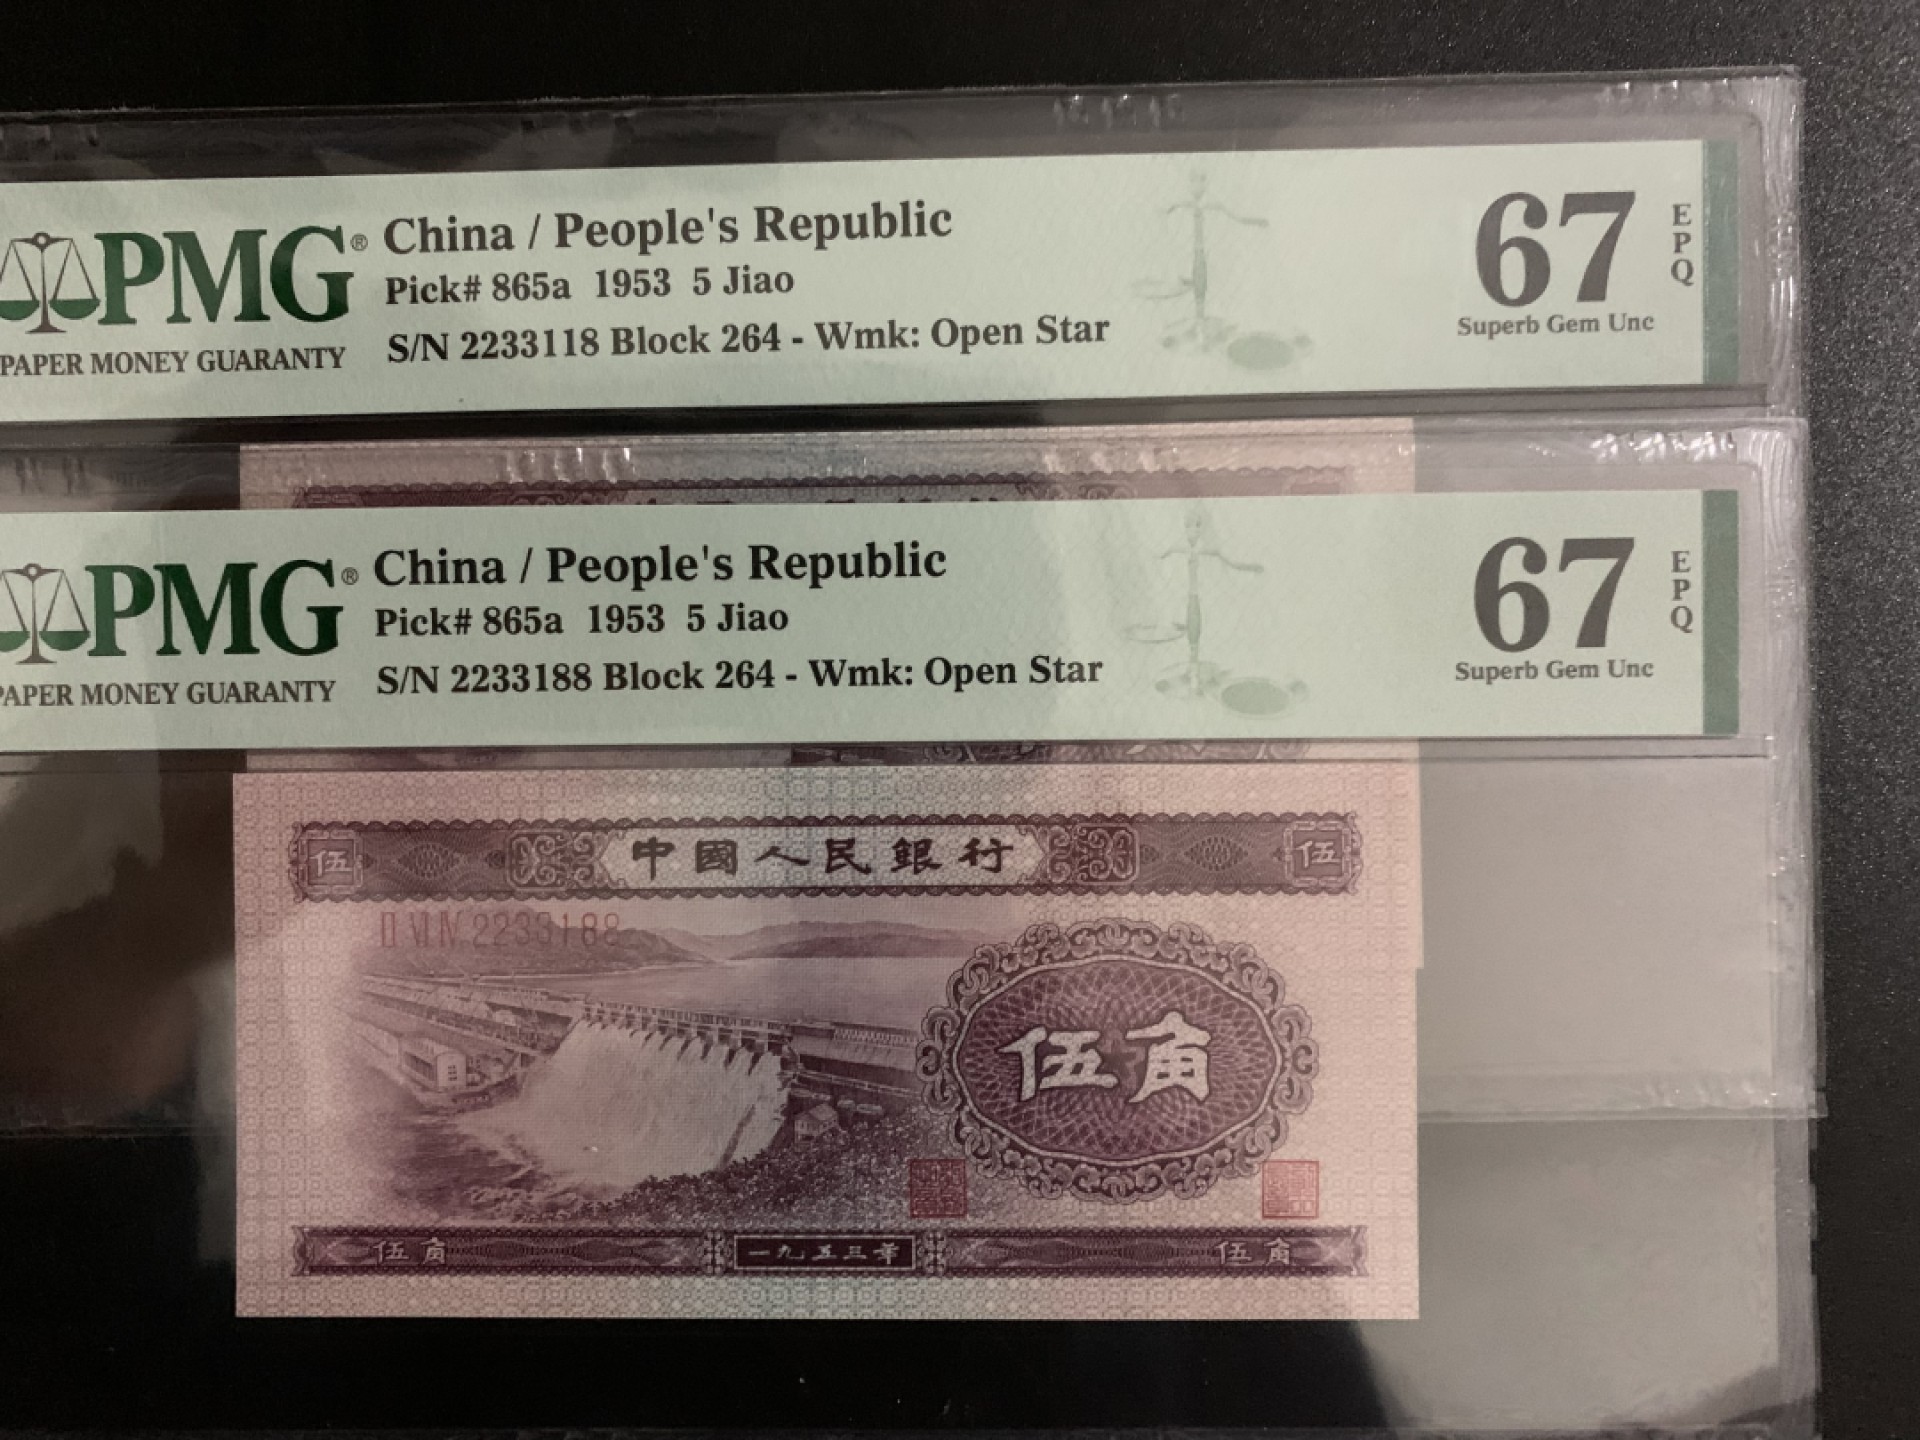 PMG® China / People's Republic
Pick# 865a 1953 5 Jiao
S/N 2233118 Block 264 - Wmk: Open Star
PAPER MONEY GUARANTY
67 EPQ
Superb Gem Unc
PMG® China / People's Republic
Pick# 865a 1953 5 Jiao
S/N 2233188 Block 264 - Wmk: Open Star
PAPER MONEY GUARANTY
67 EPQ
Superb Gem Unc
伍 中國人民銀行 伍
II VI IV 2233188
伍角
伍角 一九五三年 伍角